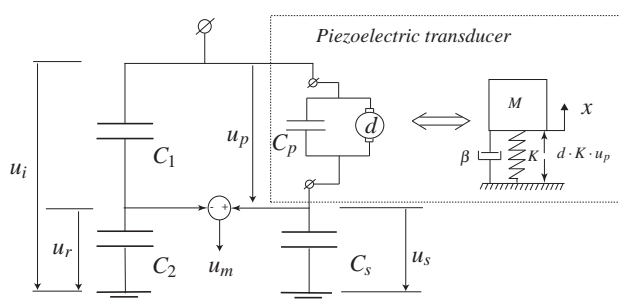 Piezoelectric transducer
M
x
d
C_p
u_p
C_1
β
K
d · K · u_p
u_i
- +
u_r
C_2
u_m
C_s
u_s